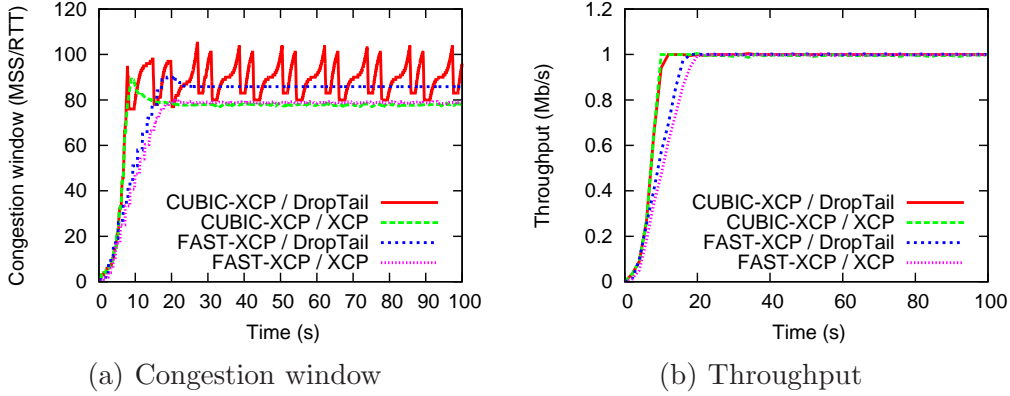 Congestion window (MSS/RTT)
120
100
80
60
40
20
0
CUBIC-XCP / DropTail
CUBIC-XCP / XCP
FAST-XCP / DropTail
FAST-XCP / XCP
0 10 20 30 40 50 60 70 80 90 100
Time (s)
(a) Congestion window
Throughput (Mb/s)
1.2
1
0.8
0.6
0.4
0.2
0
CUBIC-XCP / DropTail
CUBIC-XCP / XCP
FAST-XCP / DropTail
FAST-XCP / XCP
0 20 40 60 80 100
Time (s)
(b) Throughput